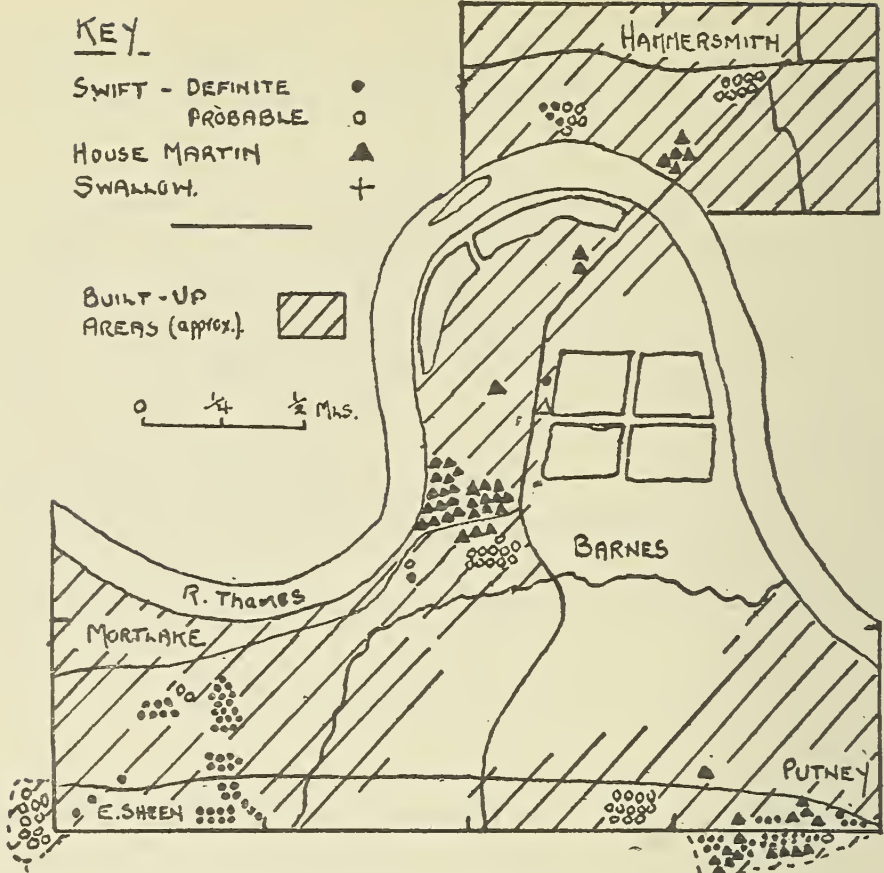 KEY
SWIFT - DEFINITE
PROBABLE
HOUSE MARTIN
SWALLOW.
BUILT-UP
AREAS (approx.)
0 ¼ ½ MLS.
HAMMERSMITH
BARNES
R. Thames
MORTLAKE
PUTNEY
E. SHEEN